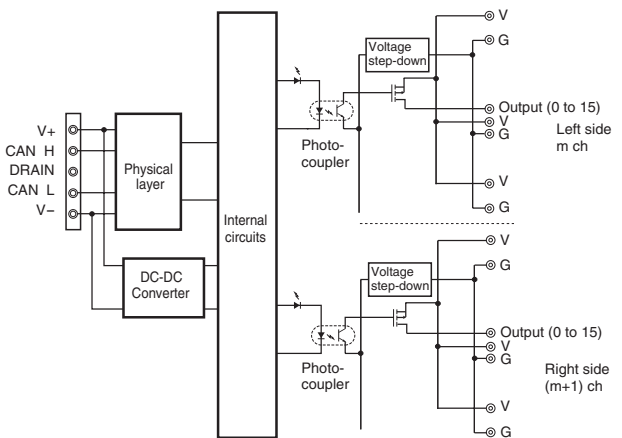 V+
CAN H
DRAIN
CAN L
V−
Physical
layer
DC-DC
Converter
Internal
circuits
Photo-
coupler
Voltage
step-down
V
G
Output (0 to 15)
V
G
Left side
m ch
V
G
Photo-
coupler
Voltage
step-down
V
G
Output (0 to 15)
V
G
Right side
(m+1) ch
V
G